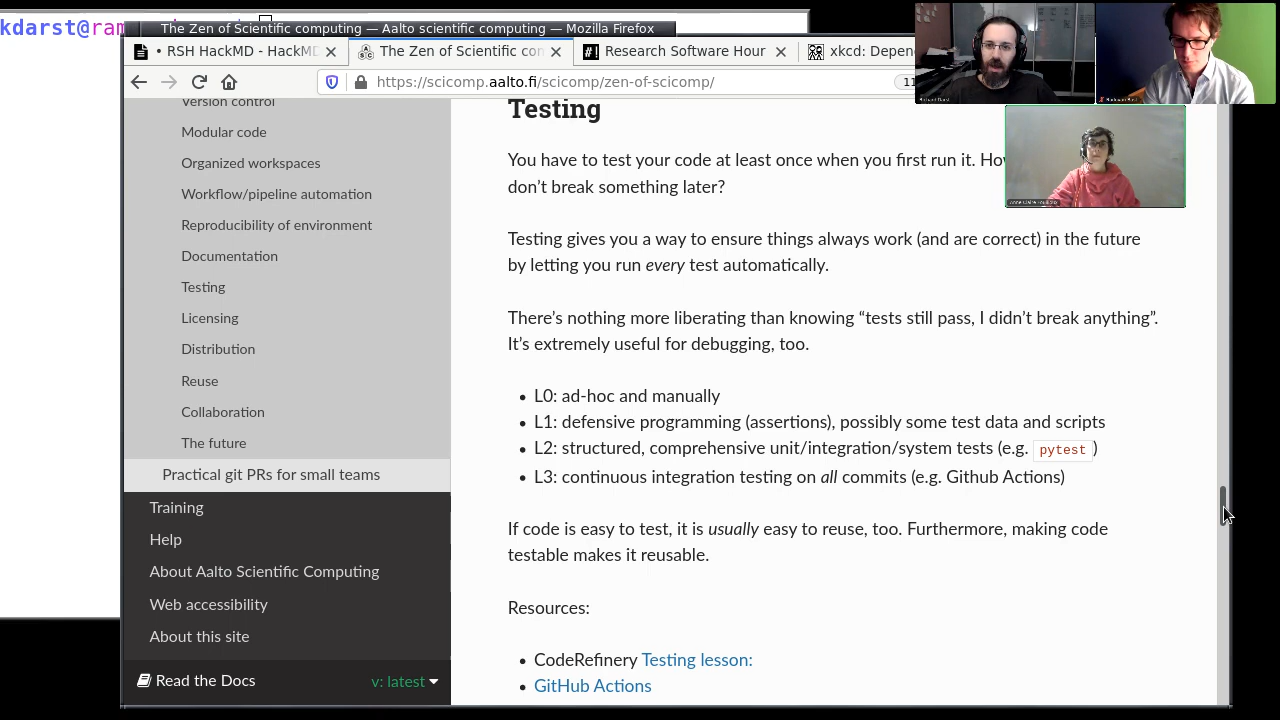 kdarst@ram
The Zen of Scientific computing — Aalto scientific computing — Mozilla Firefox
• RSH HackMD - HackMD
The Zen of Scientific con
Research Software Hour
xkcd: Depen
https://scicomp.aalto.fi/scicomp/zen-of-scicomp/
11
Version control
Modular code
Organized workspaces
Workflow/pipeline automation
Reproducibility of environment
Documentation
Testing
Licensing
Distribution
Reuse
Collaboration
The future
Practical git PRs for small teams
Training
Help
About Aalto Scientific Computing
Web accessibility
About this site
Read the Docs
v: latest
Testing
You have to test your code at least once when you first run it. How
don’t break something later?
Testing gives you a way to ensure things always work (and are correct) in the future
by letting you run every test automatically.
There’s nothing more liberating than knowing “tests still pass, I didn’t break anything”.
It’s extremely useful for debugging, too.
• L0: ad-hoc and manually
• L1: defensive programming (assertions), possibly some test data and scripts
• L2: structured, comprehensive unit/integration/system tests (e.g. pytest )
• L3: continuous integration testing on all commits (e.g. Github Actions)
If code is easy to test, it is usually easy to reuse, too. Furthermore, making code
testable makes it reusable.
Resources:
• CodeRefinery Testing lesson:
• GitHub Actions